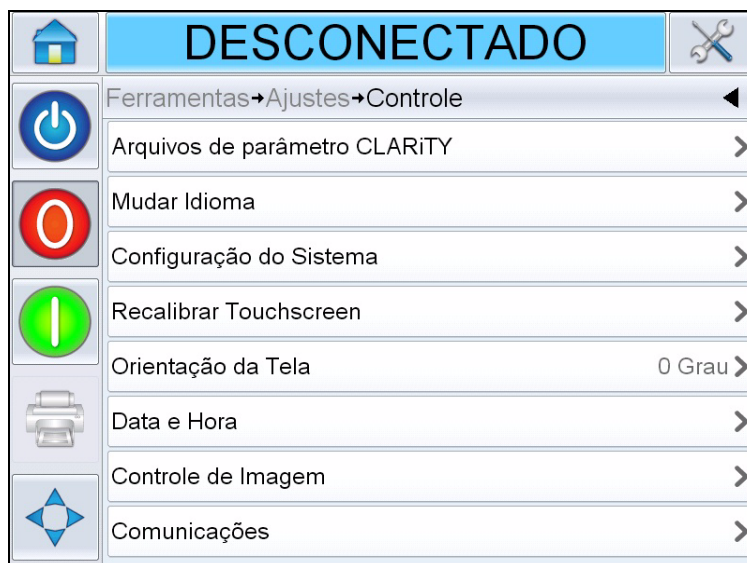 DESCONECTADO
Ferramentas→Ajustes→Controle
Arquivos de parâmetro CLARiTY
Mudar Idioma
Configuração do Sistema
Recalibrar Touchscreen
Orientação da Tela 0 Grau
Data e Hora
Controle de Imagem
Comunicações